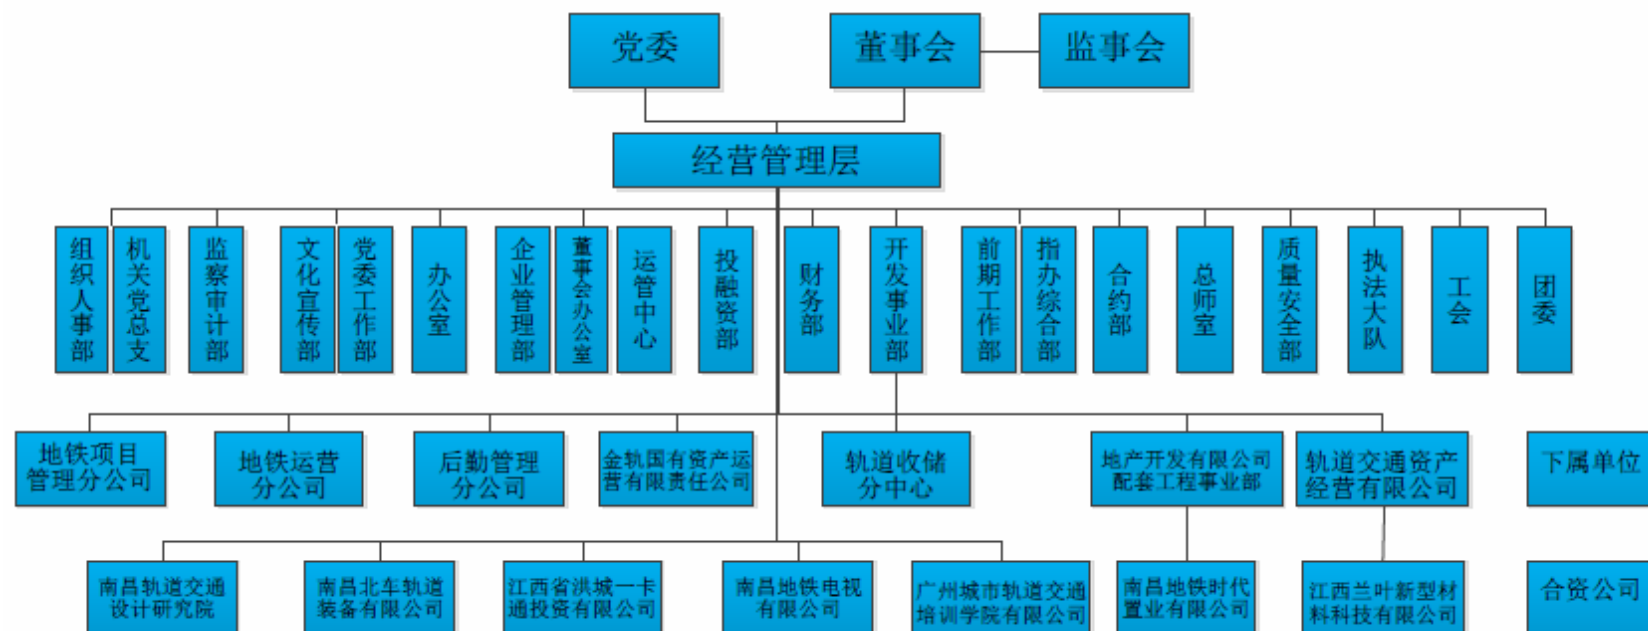 党委
董事会
监事会
经营管理层
组织人事部
机关党总支
监察审计部
文化宣传部
党委工作部
办公室
企业管理部
董事会办公室
运管中心
投融资部
财务部
开发事业部
前期工作部
指办综合部
合约部
总师室
质量安全部
执法大队
工会
团委
地铁项目
管理分公司
地铁运营
分公司
后勤管理
分公司
金轨国有资产运
营有限责任公司
轨道收储
分中心
地产开发有限公司
配套工程事业部
轨道交通资产
经营有限公司
下属单位
南昌轨道交通
设计研究院
南昌北车轨道
装备有限公司
江西省洪城一卡
通投资有限公司
南昌地铁电视
有限公司
广州城市轨道交通
培训学院有限公司
南昌地铁时代
置业有限公司
江西兰叶新型材
料科技有限公司
合资公司